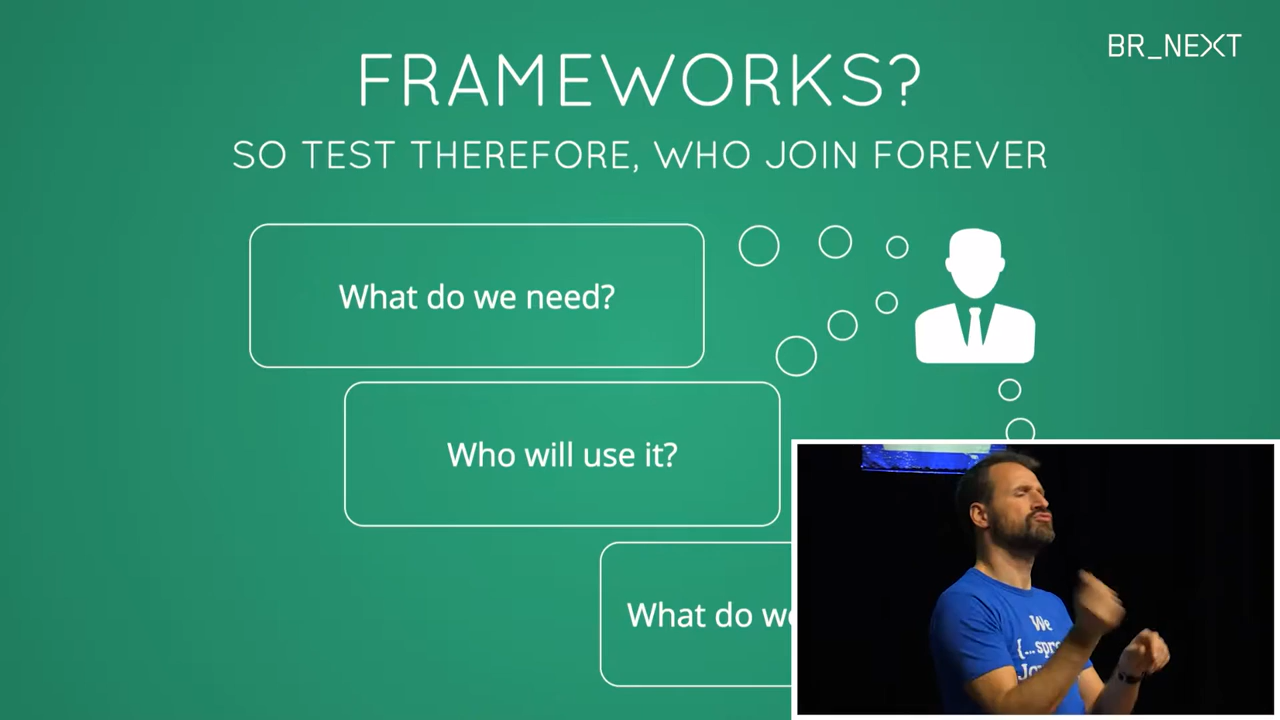 BR_NEXT
FRAMEWORKS?
SO TEST THEREFORE, WHO JOIN FOREVER
What do we need?
Who will use it?
What do
We
{...spre